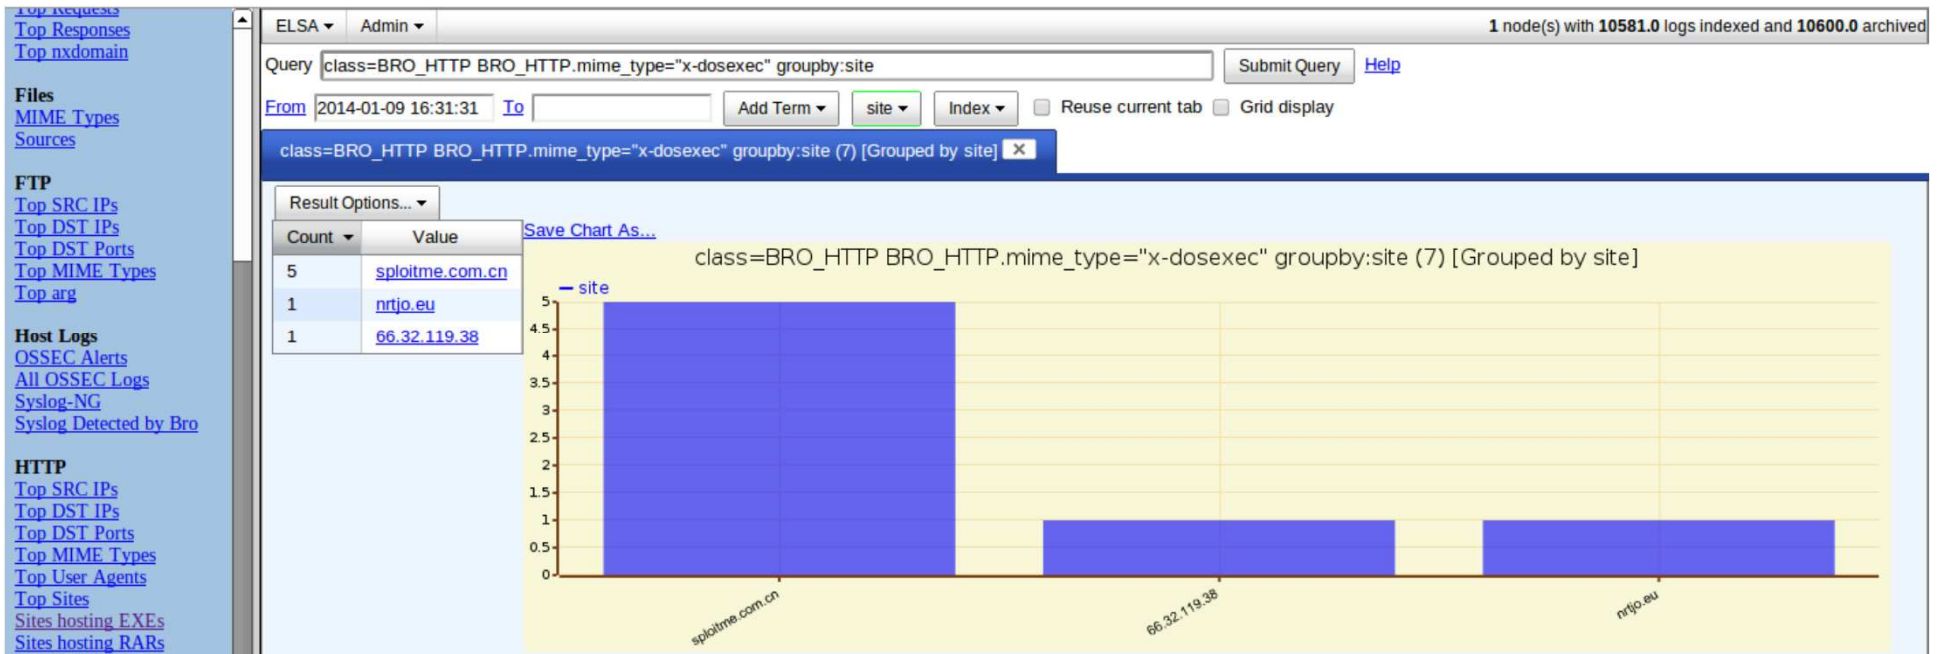 Top Requests
Top Responses
Top nxdomain
Files
MIME Types
Sources
FTP
Top SRC IPs
Top DST IPs
Top DST Ports
Top MIME Types
Top arg
Host Logs
OSSEC Alerts
All OSSEC Logs
Syslog-NG
Syslog Detected by Bro
HTTP
Top SRC IPs
Top DST IPs
Top DST Ports
Top MIME Types
Top User Agents
Top Sites
Sites hosting EXEs
Sites hosting RARs
ELSA Admin 1 node(s) with 10581.0 logs indexed and 10600.0 archived
Query class=BRO_HTTP BRO_HTTP.mime_type="x-dosexec" groupby:site Submit Query Help
From 2014-01-09 16:31:31 To Add Term site Index Reuse current tab Grid display
class=BRO_HTTP BRO_HTTP.mime_type="x-dosexec" groupby:site (7) [Grouped by site]
Result Options...
Count Value
5 sploitme.com.cn
1 nrtjo.eu
1 66.32.119.38
Save Chart As...
class=BRO_HTTP BRO_HTTP.mime_type="x-dosexec" groupby:site (7) [Grouped by site]
site
5
4.5
4
3.5
3
2.5
2
1.5
1
0.5
0
sploitme.com.cn
66.32.119.38
nrtjo.eu